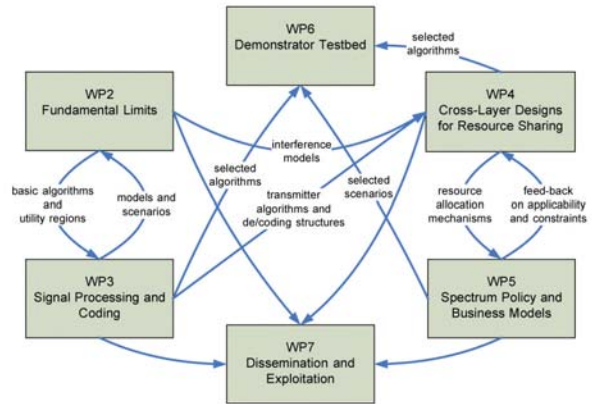 WP6
Demonstrator Testbed
selected
algorithms
WP2
Fundamental Limits
WP4
Cross-Layer Designs
for Resource Sharing
interference
models
basic algorithms
and
utility regions
models and
scenarios
selected
algorithms
transmitter
algorithms and
de/coding structures
selected
scenarios
resource
allocation
mechanisms
feed-back
on applicability
and constraints
WP3
Signal Processing and
Coding
WP5
Spectrum Policy and
Business Models
WP7
Dissemination and
Exploitation